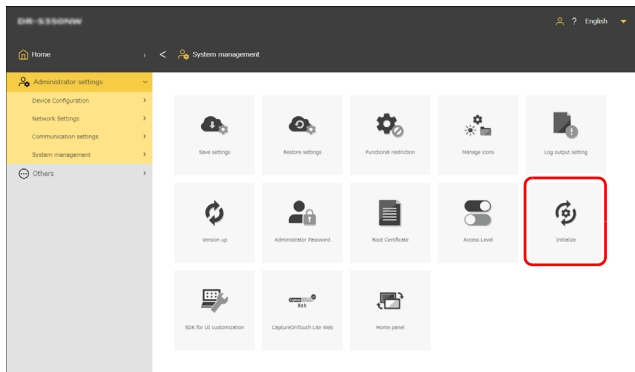 DR-S350NW
? English
Home
< System management
Administrator settings
Device Configuration
Network Settings
Communication settings
System management
Others
Save settings
Restore settings
Functional restriction
Manage icons
Log output setting
Version up
Administrator Password
Root Certificate
Access Level
Initialize
SDK for UI customization
CaptureOnTouch Lite Web
Home panel